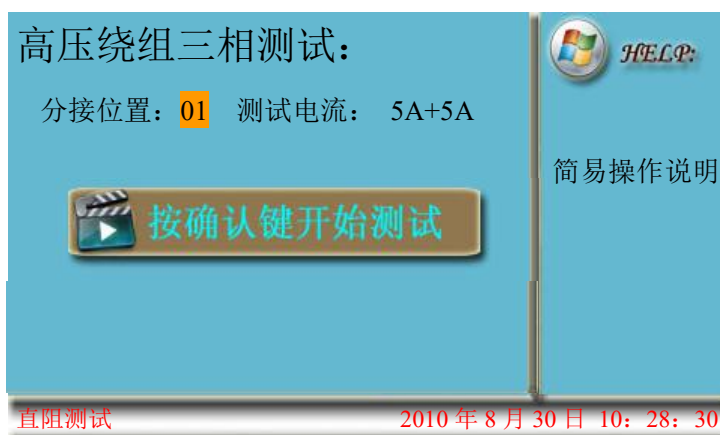 高压绕组三相测试：
分接位置：01 测试电流： 5A+5A
按确认键开始测试
HELP:
简易操作说明
直阻测试
2010 年 8 月 30 日 10：28：30